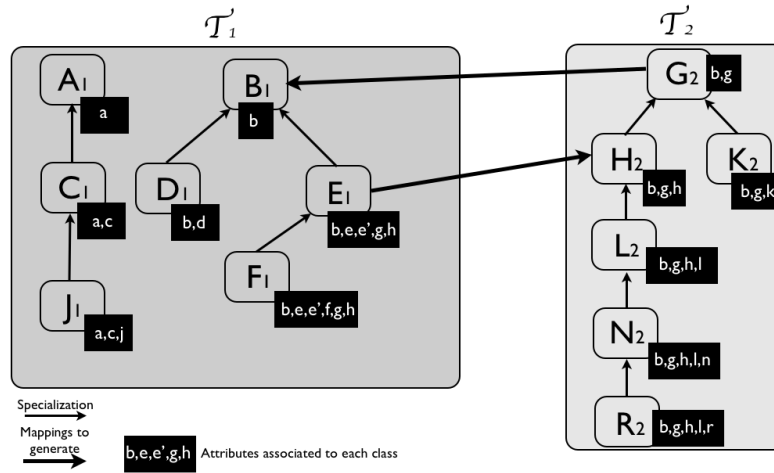 T1
T2
A1
a
B1
b
G2
b,g
C1
a,c
D1
b,d
E1
b,e,e',g,h
H2
b,g,h
K2
b,g,k
F1
b,e,e',f,g,h
L2
b,g,h,l
J1
a,c,j
N2
b,g,h,l,n
R2
b,g,h,l,r
Specialization
Mappings to
generate
b,e,e',g,h
Attributes associated to each class